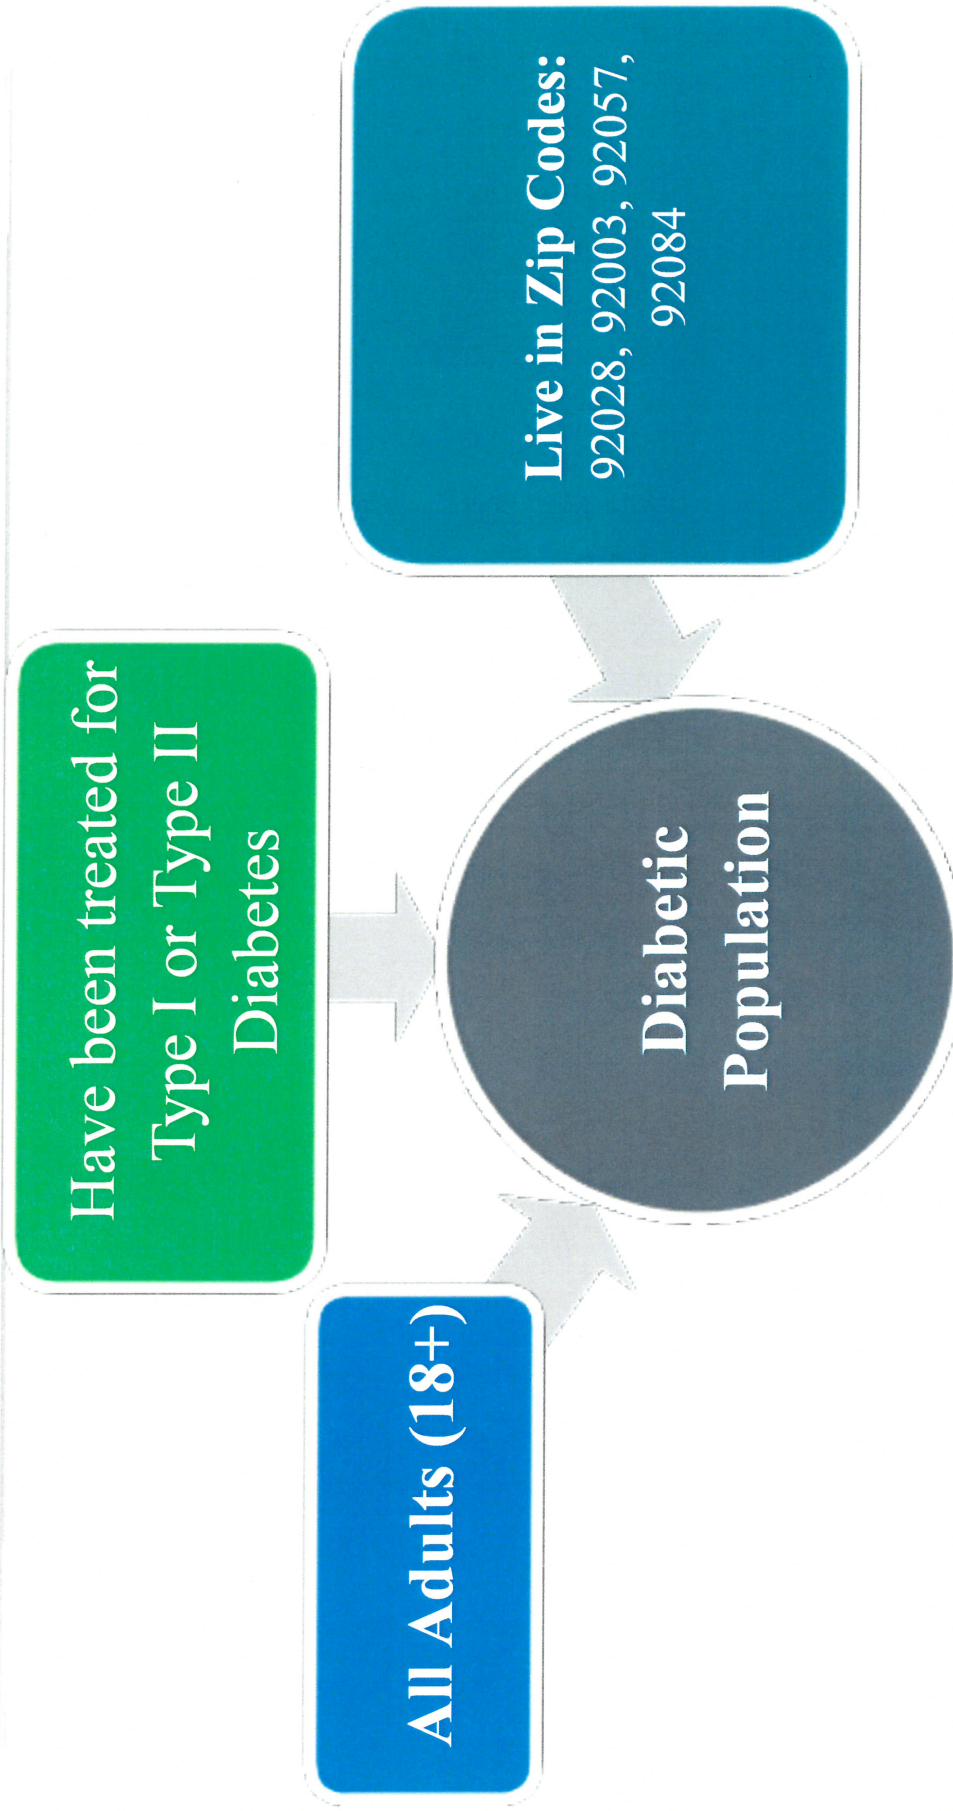 Have been treated for
Type I or Type II
Diabetes
All Adults (18+)
Live in Zip Codes:
92028, 92003, 92057,
92084
Diabetic
Population